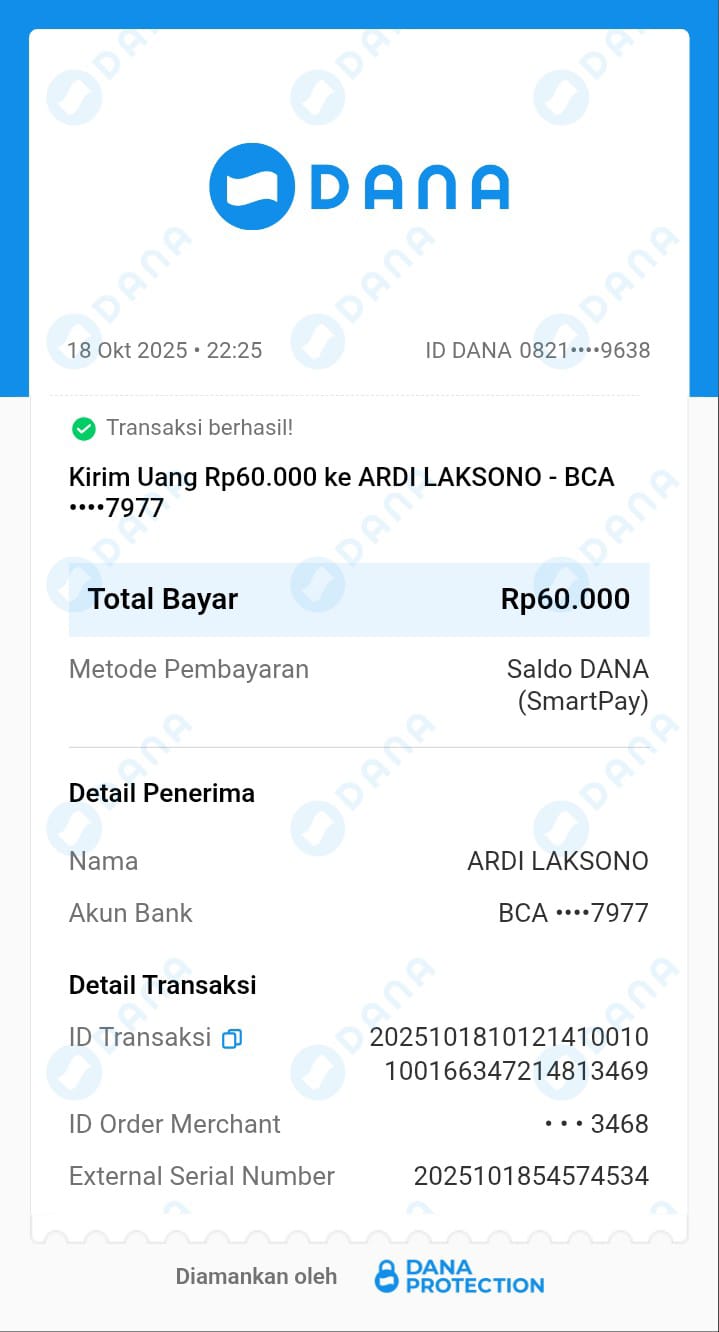 DANA
18 Okt 2025 • 22:25
ID DANA 0821••••9638
Transaksi berhasil!
Kirim Uang Rp60.000 ke ARDI LAKSONO - BCA
••••7977
Total Bayar Rp60.000
Metode Pembayaran Saldo DANA
(SmartPay)
Detail Penerima
Nama ARDI LAKSONO
Akun Bank BCA ••••7977
Detail Transaksi
ID Transaksi 2025101810121410010
100166347214813469
ID Order Merchant • • • 3468
External Serial Number 2025101854574534
Diamankan oleh DANA
PROTECTION